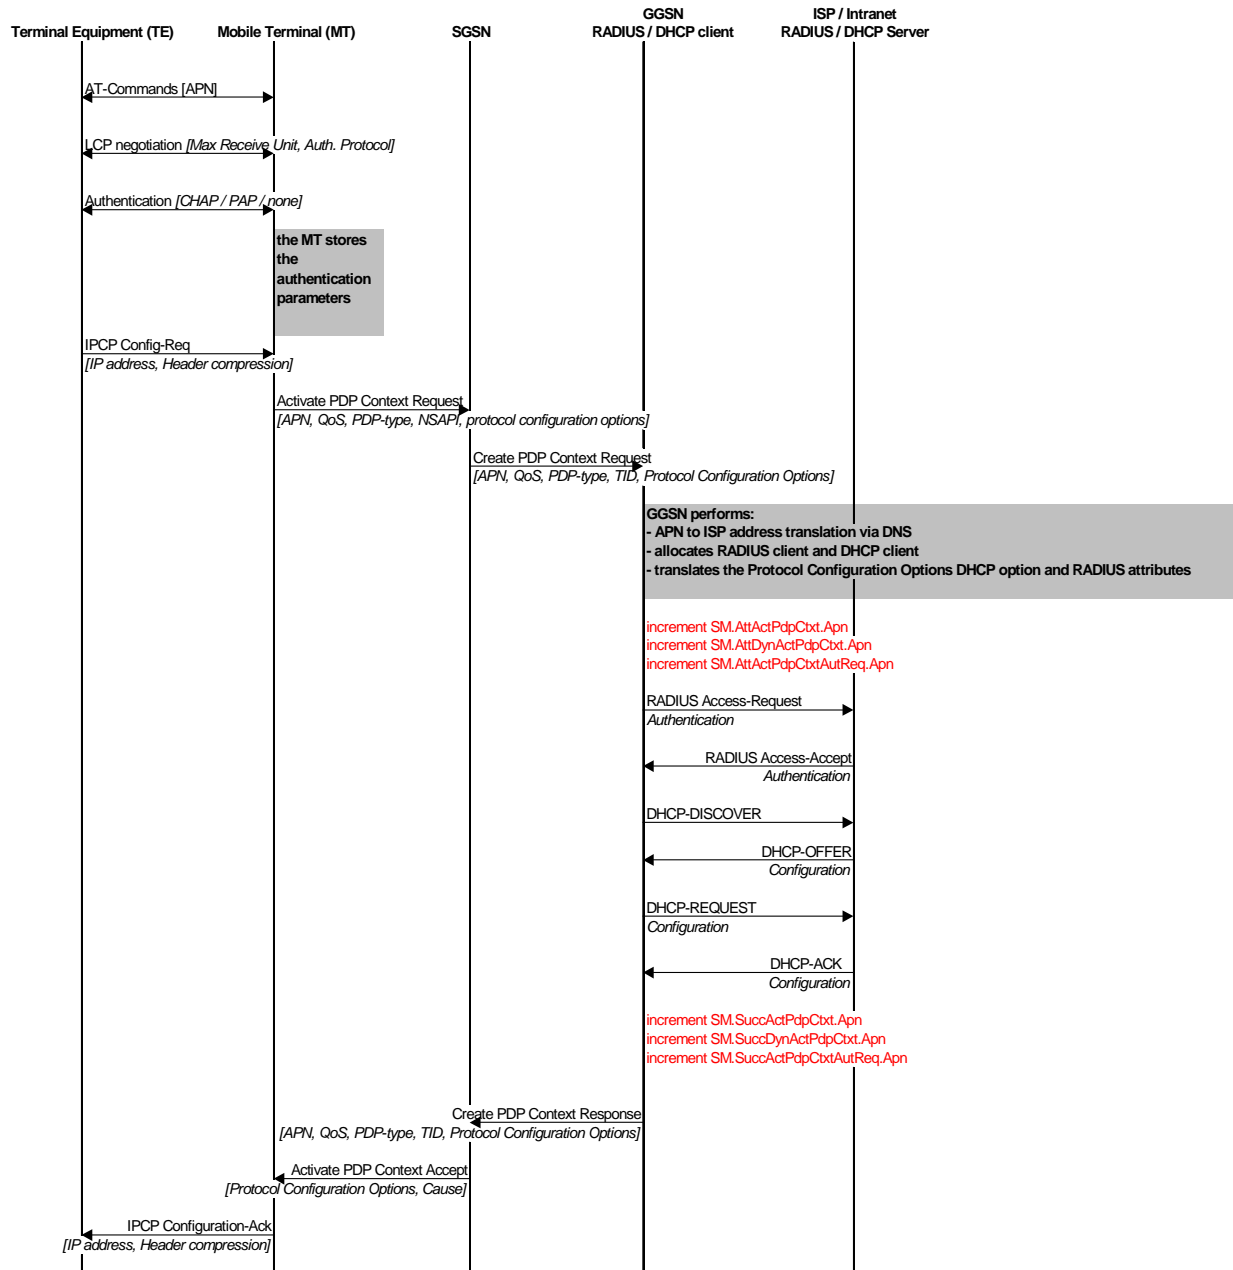 GGSN
ISP / Intranet
Terminal Equipment (TE)
Mobile Terminal (MT)
SGSN
RADIUS / DHCP client
RADIUS / DHCP Server
AT-Commands [APN]
LCP negotiation [Max Receive Unit, Auth. Protocol]
Authentication [CHAP / PAP / none]
the MT stores
the
authentication
parameters
IPCP Config-Req
[IP address, Header compression]
Activate PDP Context Request
[APN, QoS, PDP-type, NSAPI, protocol configuration options]
Create PDP Context Request
[APN, QoS, PDP-type, TID, Protocol Configuration Options]
GGSN performs:
- APN to ISP address translation via DNS
- allocates RADIUS client and DHCP client
- translates the Protocol Configuration Options DHCP option and RADIUS attributes
increment SM.AttActPdpCtxt.Apn
increment SM.AttDynActPdpCtxt.Apn
increment SM.AttActPdpCtxtAutReq.Apn
RADIUS Access-Request
Authentication
RADIUS Access-Accept
Authentication
DHCP-DISCOVER
DHCP-OFFER
Configuration
DHCP-REQUEST
Configuration
DHCP-ACK
Configuration
increment SM.SuccActPdpCtxt.Apn
increment SM.SuccDynActPdpCtxt.Apn
increment SM.SuccActPdpCtxtAutReq.Apn
Create PDP Context Response
[APN, QoS, PDP-type, TID, Protocol Configuration Options]
Activate PDP Context Accept
[Protocol Configuration Options, Cause]
IPCP Configuration-Ack
[IP address, Header compression]